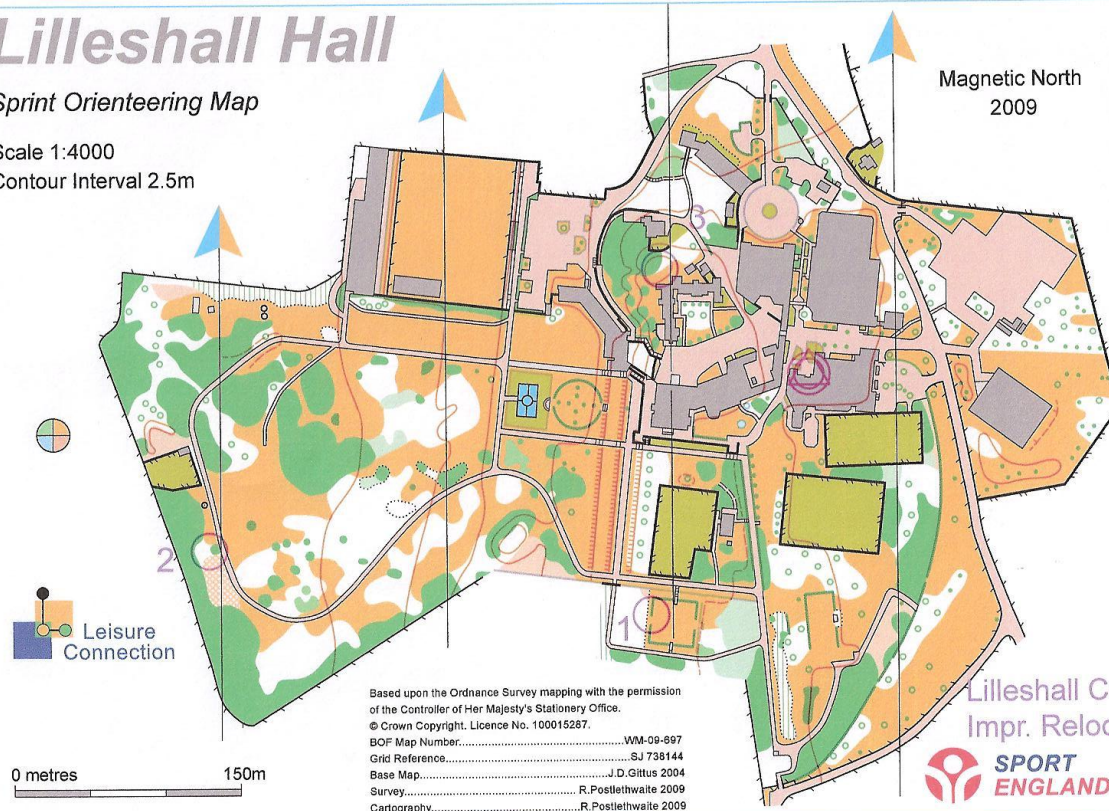 Lilleshall Hall
Sprint Orienteering Map
Scale 1:4000
Contour Interval 2.5m
Magnetic North
2009
3
2
1
Leisure
Connection
Based upon the Ordnance Survey mapping with the permission
of the Controller of Her Majesty's Stationery Office.
© Crown Copyright. Licence No. 100015287.
BOF Map Number..............................WM-09-697
Grid Reference..............................SJ 738144
Base Map..............................J.D.Gittus 2004
Survey..............................R.Postlethwaite 2009
Cartography..............................R.Postlethwaite 2009
0 metres 150m
Lilleshall C
Impr. Reloc
SPORT
ENGLAND